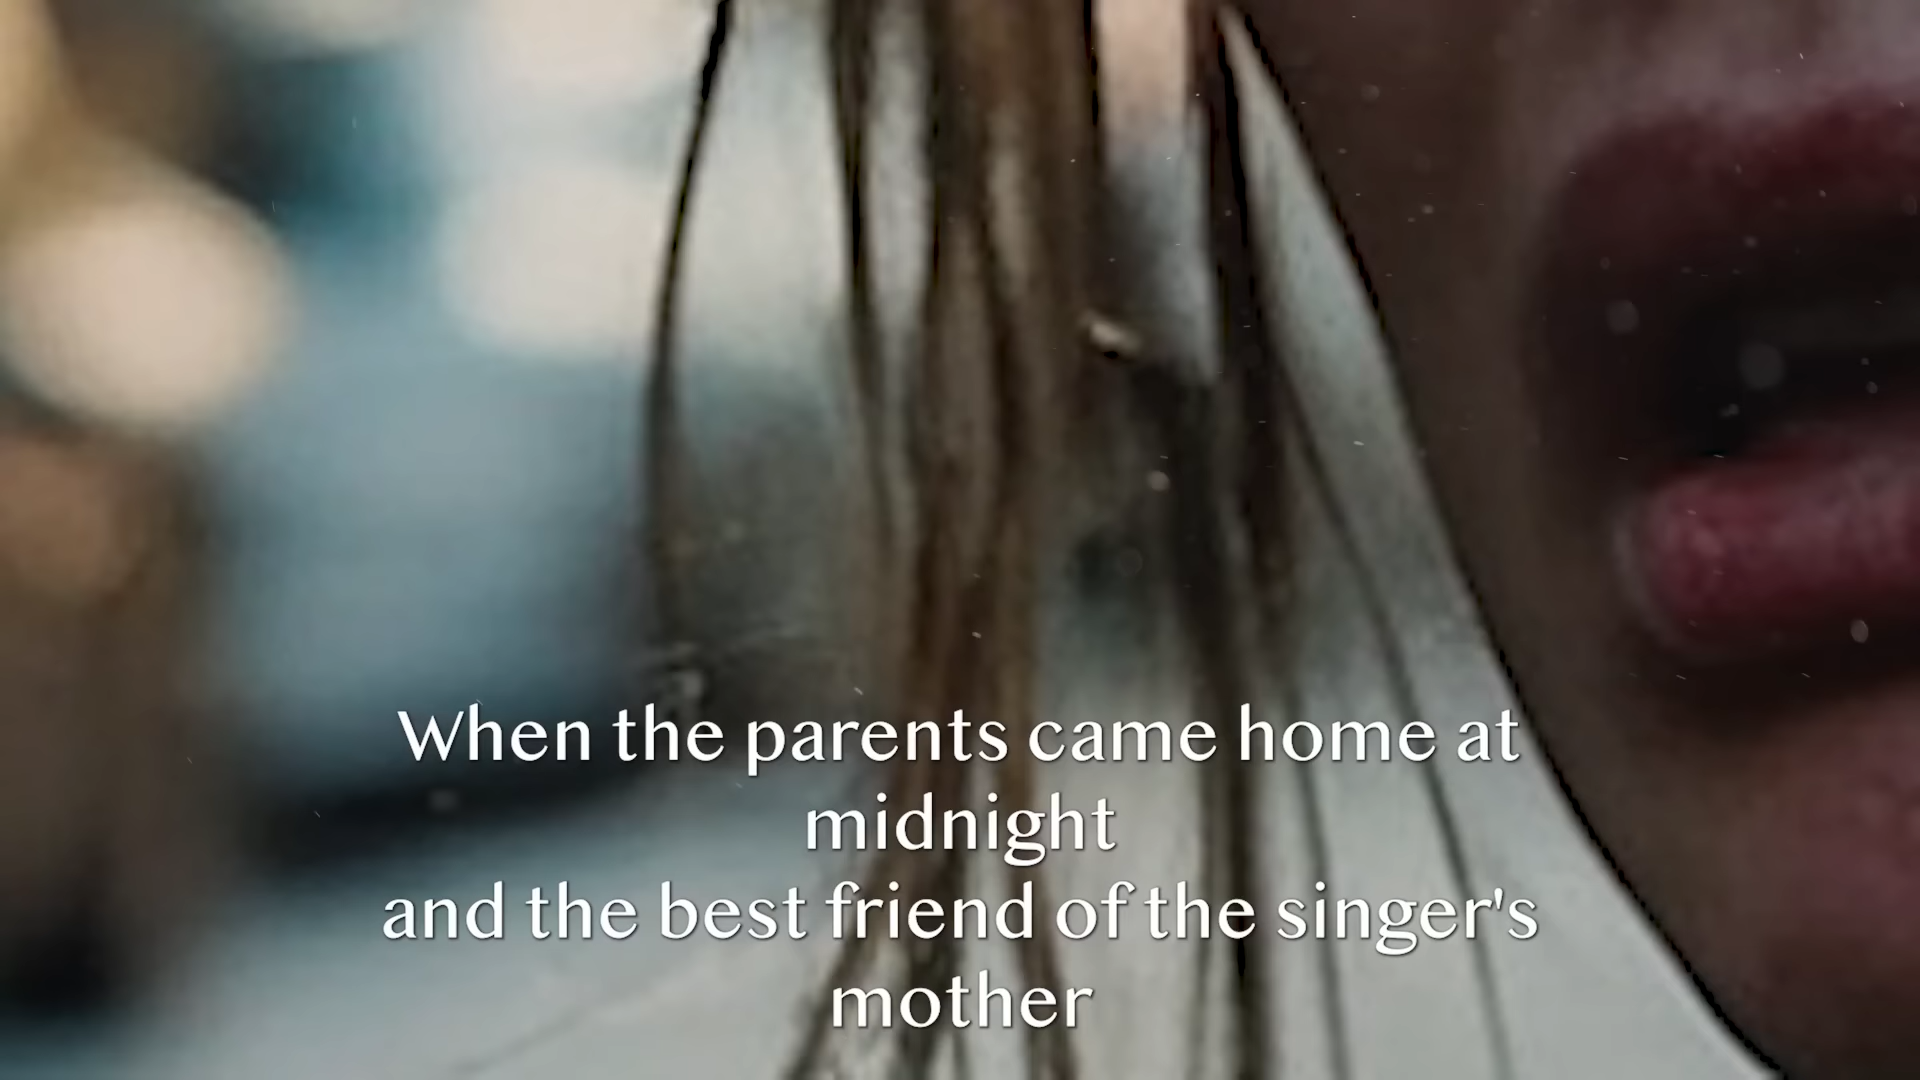 When the parents came home at
midnight
and the best friend of the singer's
mother